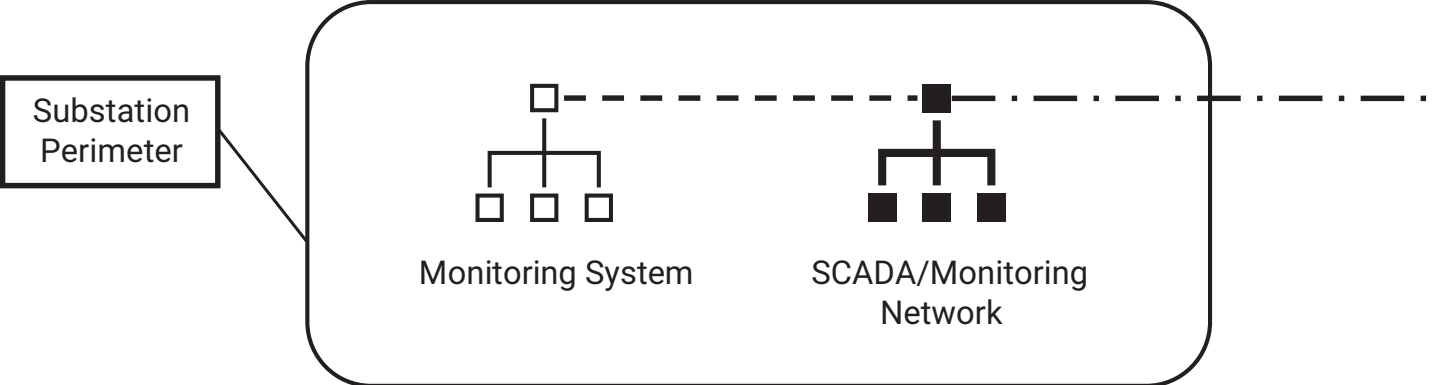 Substation
Perimeter
Monitoring System
SCADA/Monitoring
Network